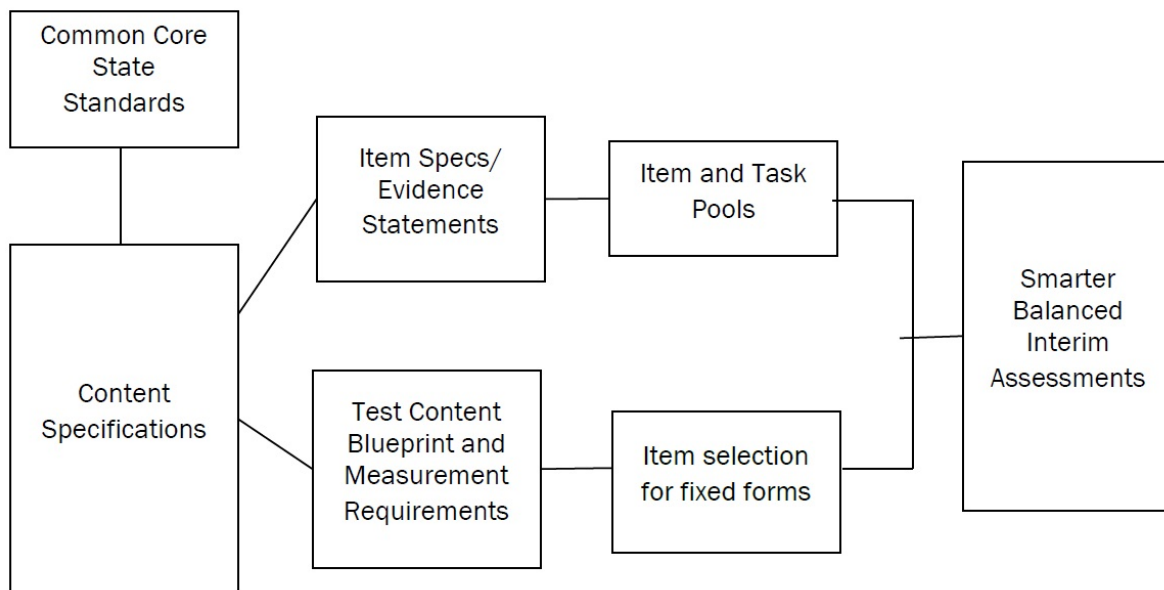 Common Core
State
Standards
Content
Specifications
Item Specs/
Evidence
Statements
Item and Task
Pools
Test Content
Blueprint and
Measurement
Requirements
Item selection
for fixed forms
Smarter
Balanced
Interim
Assessments